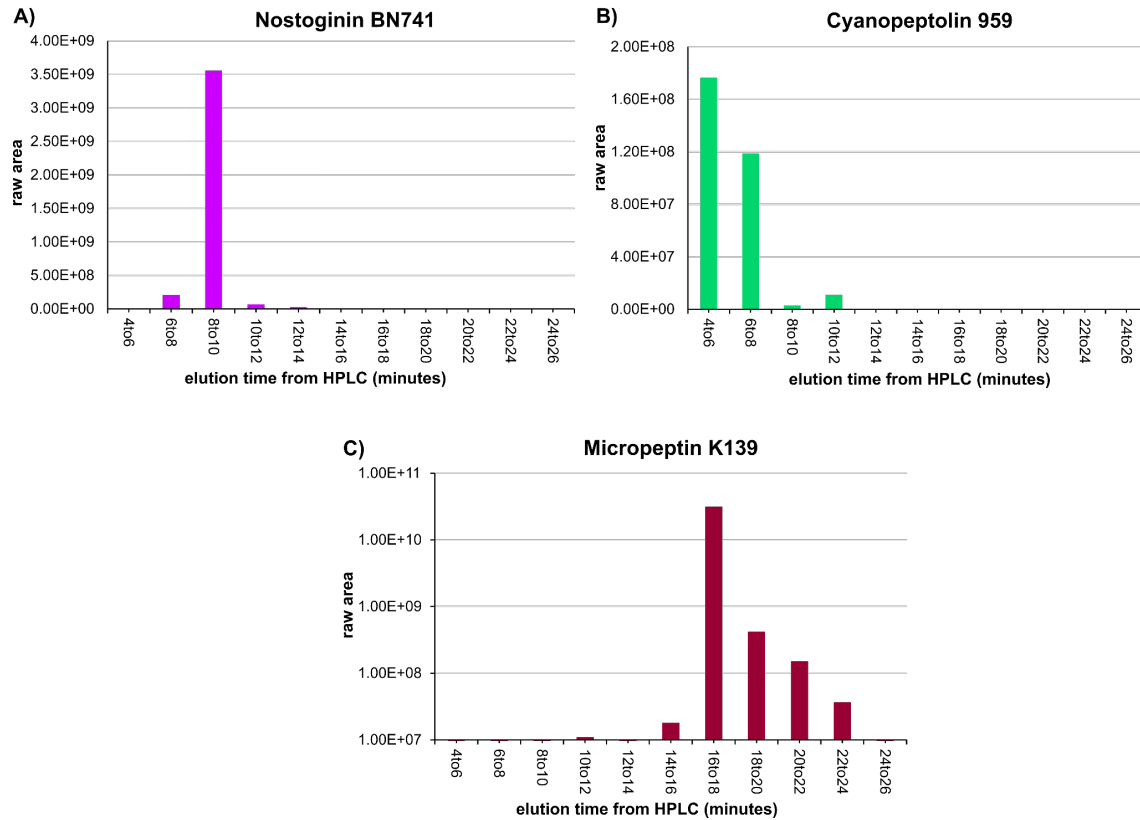 A)
Nostoginin BN741
4.00E+09
3.50E+09
3.00E+09
2.50E+09
2.00E+09
1.50E+09
1.00E+09
5.00E+08
0.00E+00
raw area
4to6
6to8
8to10
10to12
12to14
14to16
16to18
18to20
20to22
22to24
24to26
elution time from HPLC (minutes)
B)
Cyanopeptolin 959
2.00E+08
1.60E+08
1.20E+08
8.00E+07
4.00E+07
0.00E+00
raw area
4to6
6to8
8to10
10to12
12to14
14to16
16to18
18to20
20to22
22to24
24to26
elution time from HPLC (minutes)
C)
Micropeptin K139
1.00E+11
1.00E+10
1.00E+09
1.00E+08
1.00E+07
raw area
4to6
6to8
8to10
10to12
12to14
14to16
16to18
18to20
20to22
22to24
24to26
elution time from HPLC (minutes)